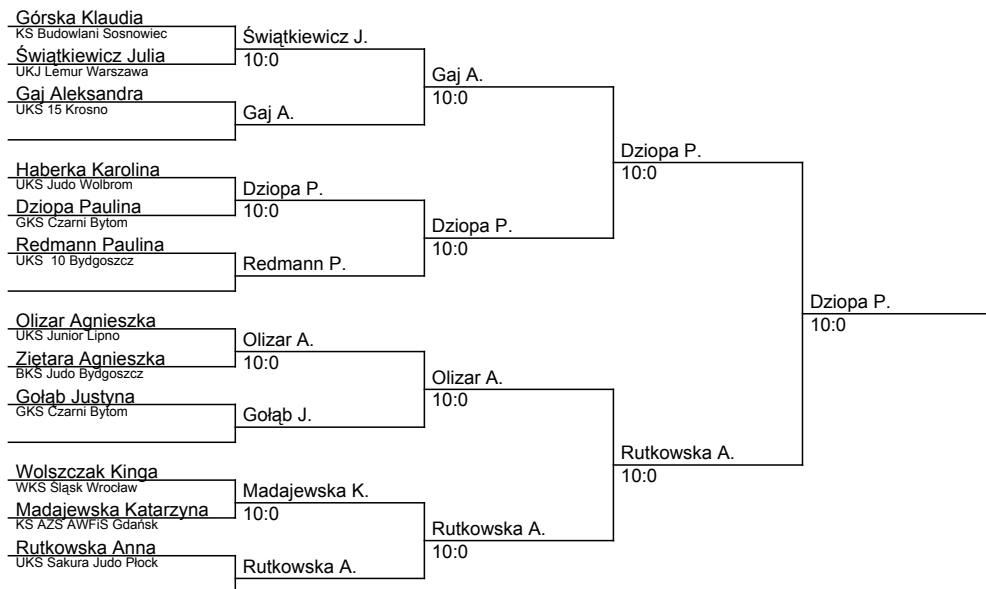 Górska Klaudia
KS Budowlani Sosnowiec
Świątkiewicz Julia
UKJ Lemur Warszawa
Gaj Aleksandra
UKS 15 Krosno
Haberka Karolina
UKS Judo Wolbrom
Dziopa Paulina
GKS Czarni Bytom
Redmann Paulina
UKS  10 Bydgoszcz
Olizar Agnieszka
UKS Junior Lipno
Ziętara Agnieszka
BKS Judo Bydgoszcz
Gołąb Justyna
GKS Czarni Bytom
Wolszczak Kinga
WKS Śląsk Wrocław
Madajewska Katarzyna
KS AZS AWFiS Gdańsk
Rutkowska Anna
UKS Sakura Judo Płock
Świątkiewicz J.
10:0
Gaj A.
Dziopa P.
10:0
Redmann P.
Olizar A.
10:0
Gołąb J.
Madajewska K.
10:0
Rutkowska A.
Gaj A.
10:0
Dziopa P.
10:0
Olizar A.
10:0
Rutkowska A.
10:0
Dziopa P.
10:0
Rutkowska A.
10:0
Dziopa P.
10:0